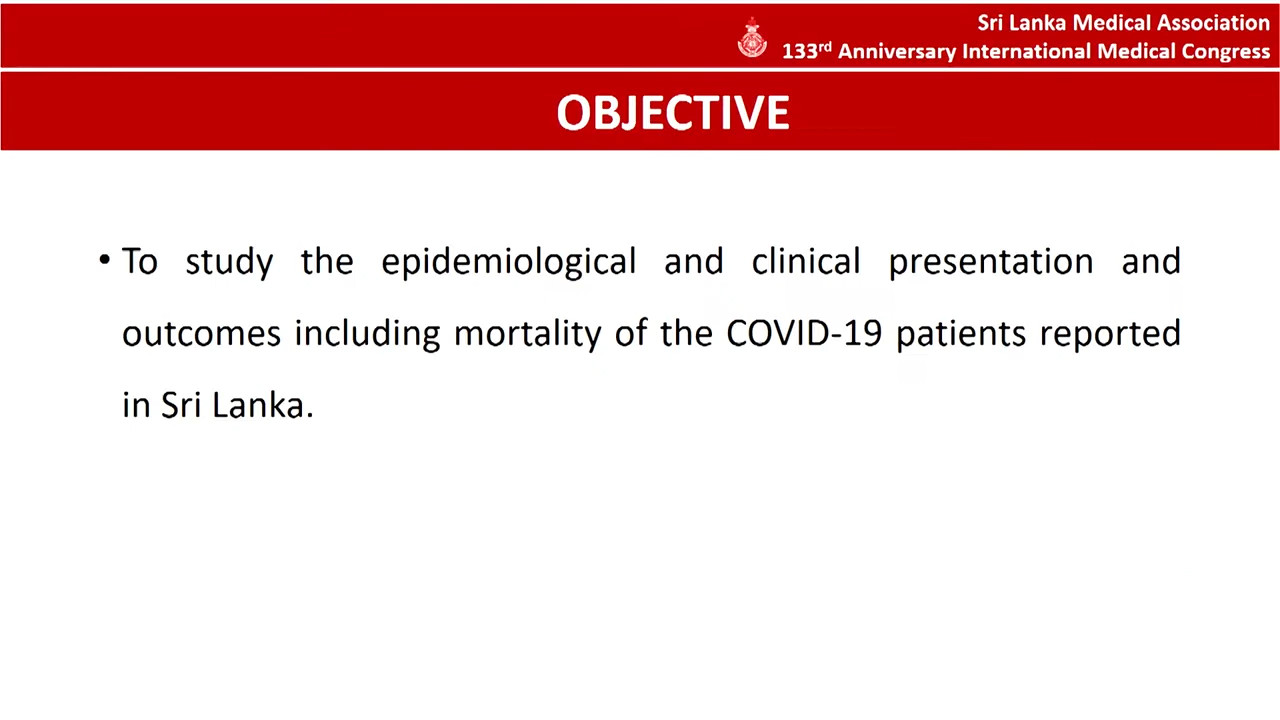 Sri Lanka Medical Association
133rd Anniversary International Medical Congress
OBJECTIVE
• To study the epidemiological and clinical presentation and
outcomes including mortality of the COVID-19 patients reported
in Sri Lanka.